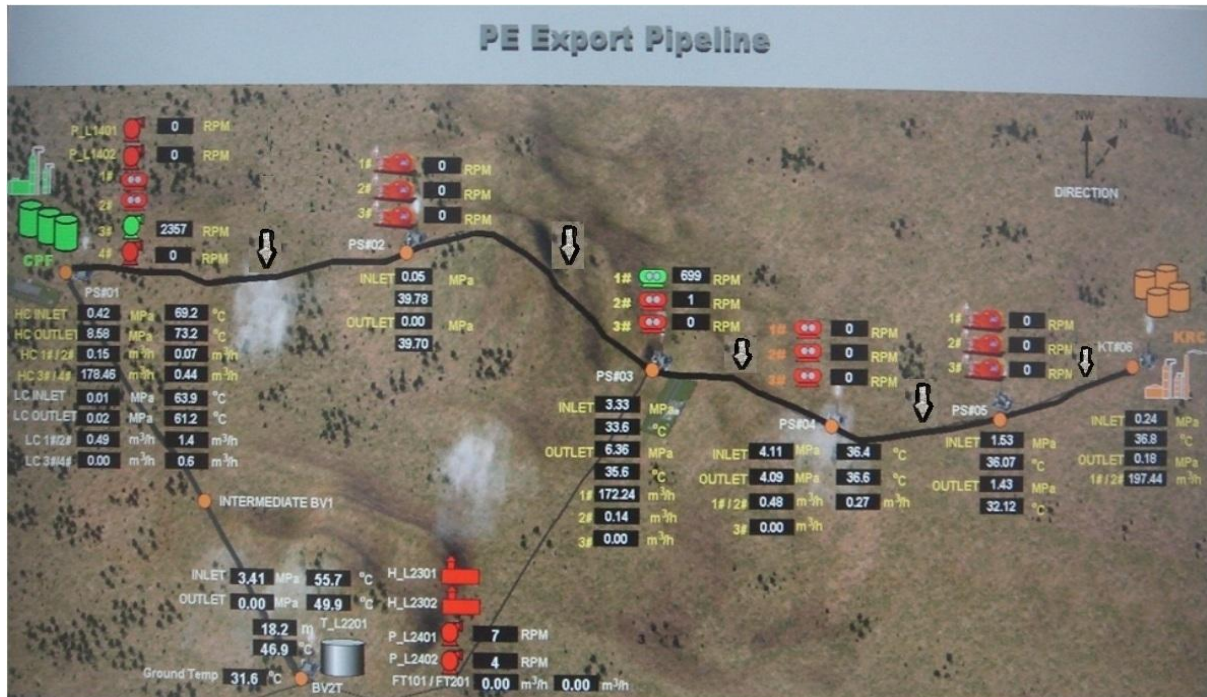 PE Export Pipeline
P_L1401 0 RPM
P_L1402 0 RPM
1#
2#
3# 2357 RPM
4# 0 RPM
CPF
PS#01
HC INLET 0.42 MPa 69.2 °C
HC OUTLET 8.58 MPa 73.2 °C
HC 1#/2# 0.15 m³/h 0.07 m³/h
HC 3#/4# 178.46 m³/h 0.44 m³/h
LC INLET 0.01 MPa 63.9 °C
LC OUTLET 0.02 MPa 61.2 °C
LC 1#/2# 0.49 m³/h 1.4 m³/h
LC 3#/4# 0.00 m³/h 0.6 m³/h
1# 0 RPM
2# 0 RPM
3# 0 RPM
PS#02
INLET 0.05 MPa
39.78
OUTLET 0.00 MPa
39.70
1# 699 RPM
2# 1 RPM
3# 0 RPM
PS#03
INLET 3.33 MPa
33.6 °C
OUTLET 6.36 MPa
35.6 °C
1# 172.24 m³/h
2# 0.14 m³/h
3# 0.00 m³/h
1# 0 RPM
2# 0 RPM
3# 0 RPM
PS#04
INLET 4.11 MPa 36.4 °C
OUTLET 4.09 MPa 36.6 °C
1#/2# 0.48 m³/h 0.27 m³/h
3# 0.00 m³/h
1# 0 RPM
2# 0 RPM
3# 0 RPM
PS#05
INLET 1.53 MPa
36.07 °C
OUTLET 1.43 MPa
32.12 °C
NW
N
DIRECTION
KRC
KT#06
INLET 0.24 MPa
36.8 °C
OUTLET 0.18 MPa
1#/2# 197.44 m³/h
INTERMEDIATE BV1
INLET 3.41 MPa 55.7 °C
OUTLET 0.00 MPa 49.9 °C
18.2 m T_L2201
46.9 °C
Ground Temp 31.6 °C
BV2T
H_L2301
H_L2302
P_L2401 7 RPM
P_L2402 4 RPM
FT101 / FT201 0.00 m³/h 0.00 m³/h